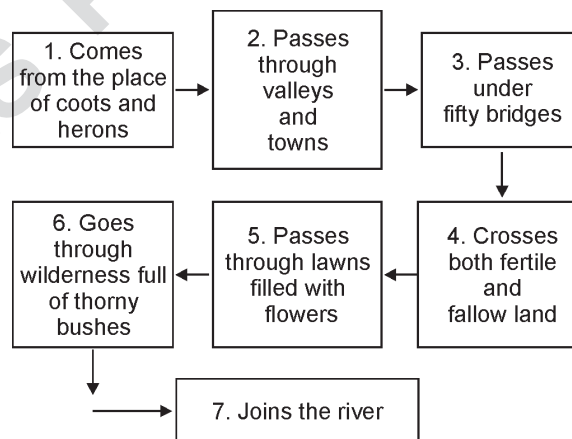 1. Comes
from the place
of coots and
herons
2. Passes
through
valleys
and
towns
3. Passes
under
fifty bridges
4. Crosses
both fertile
and
fallow land
5. Passes
through lawns
filled with
flowers
6. Goes
through
wilderness full
of thorny
bushes
7. Joins the river